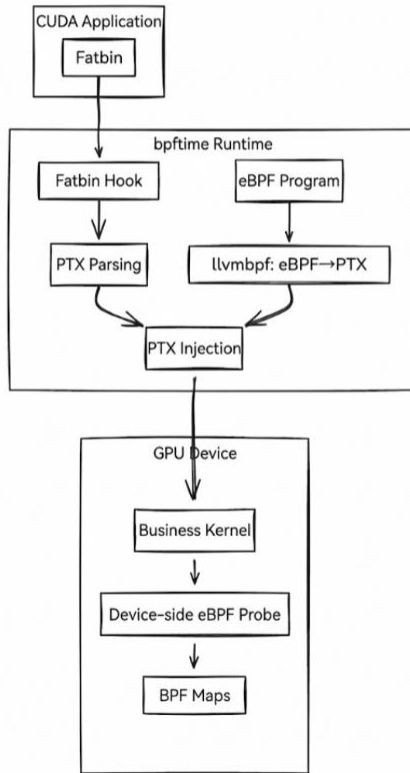 CUDA Application
Fatbin
bpftime Runtime
Fatbin Hook
eBPF Program
PTX Parsing
llvmbpf: eBPF→PTX
PTX Injection
GPU Device
Business Kernel
Device-side eBPF Probe
BPF Maps